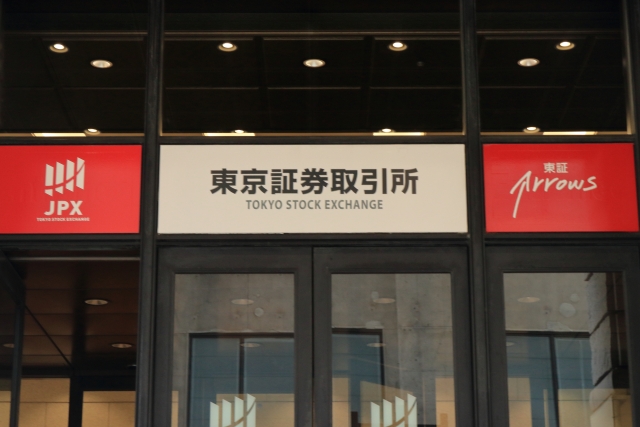 JPX
TOKYO STOCK EXCHANGE
東京証券取引所
TOKYO STOCK EXCHANGE
東証
Arrows